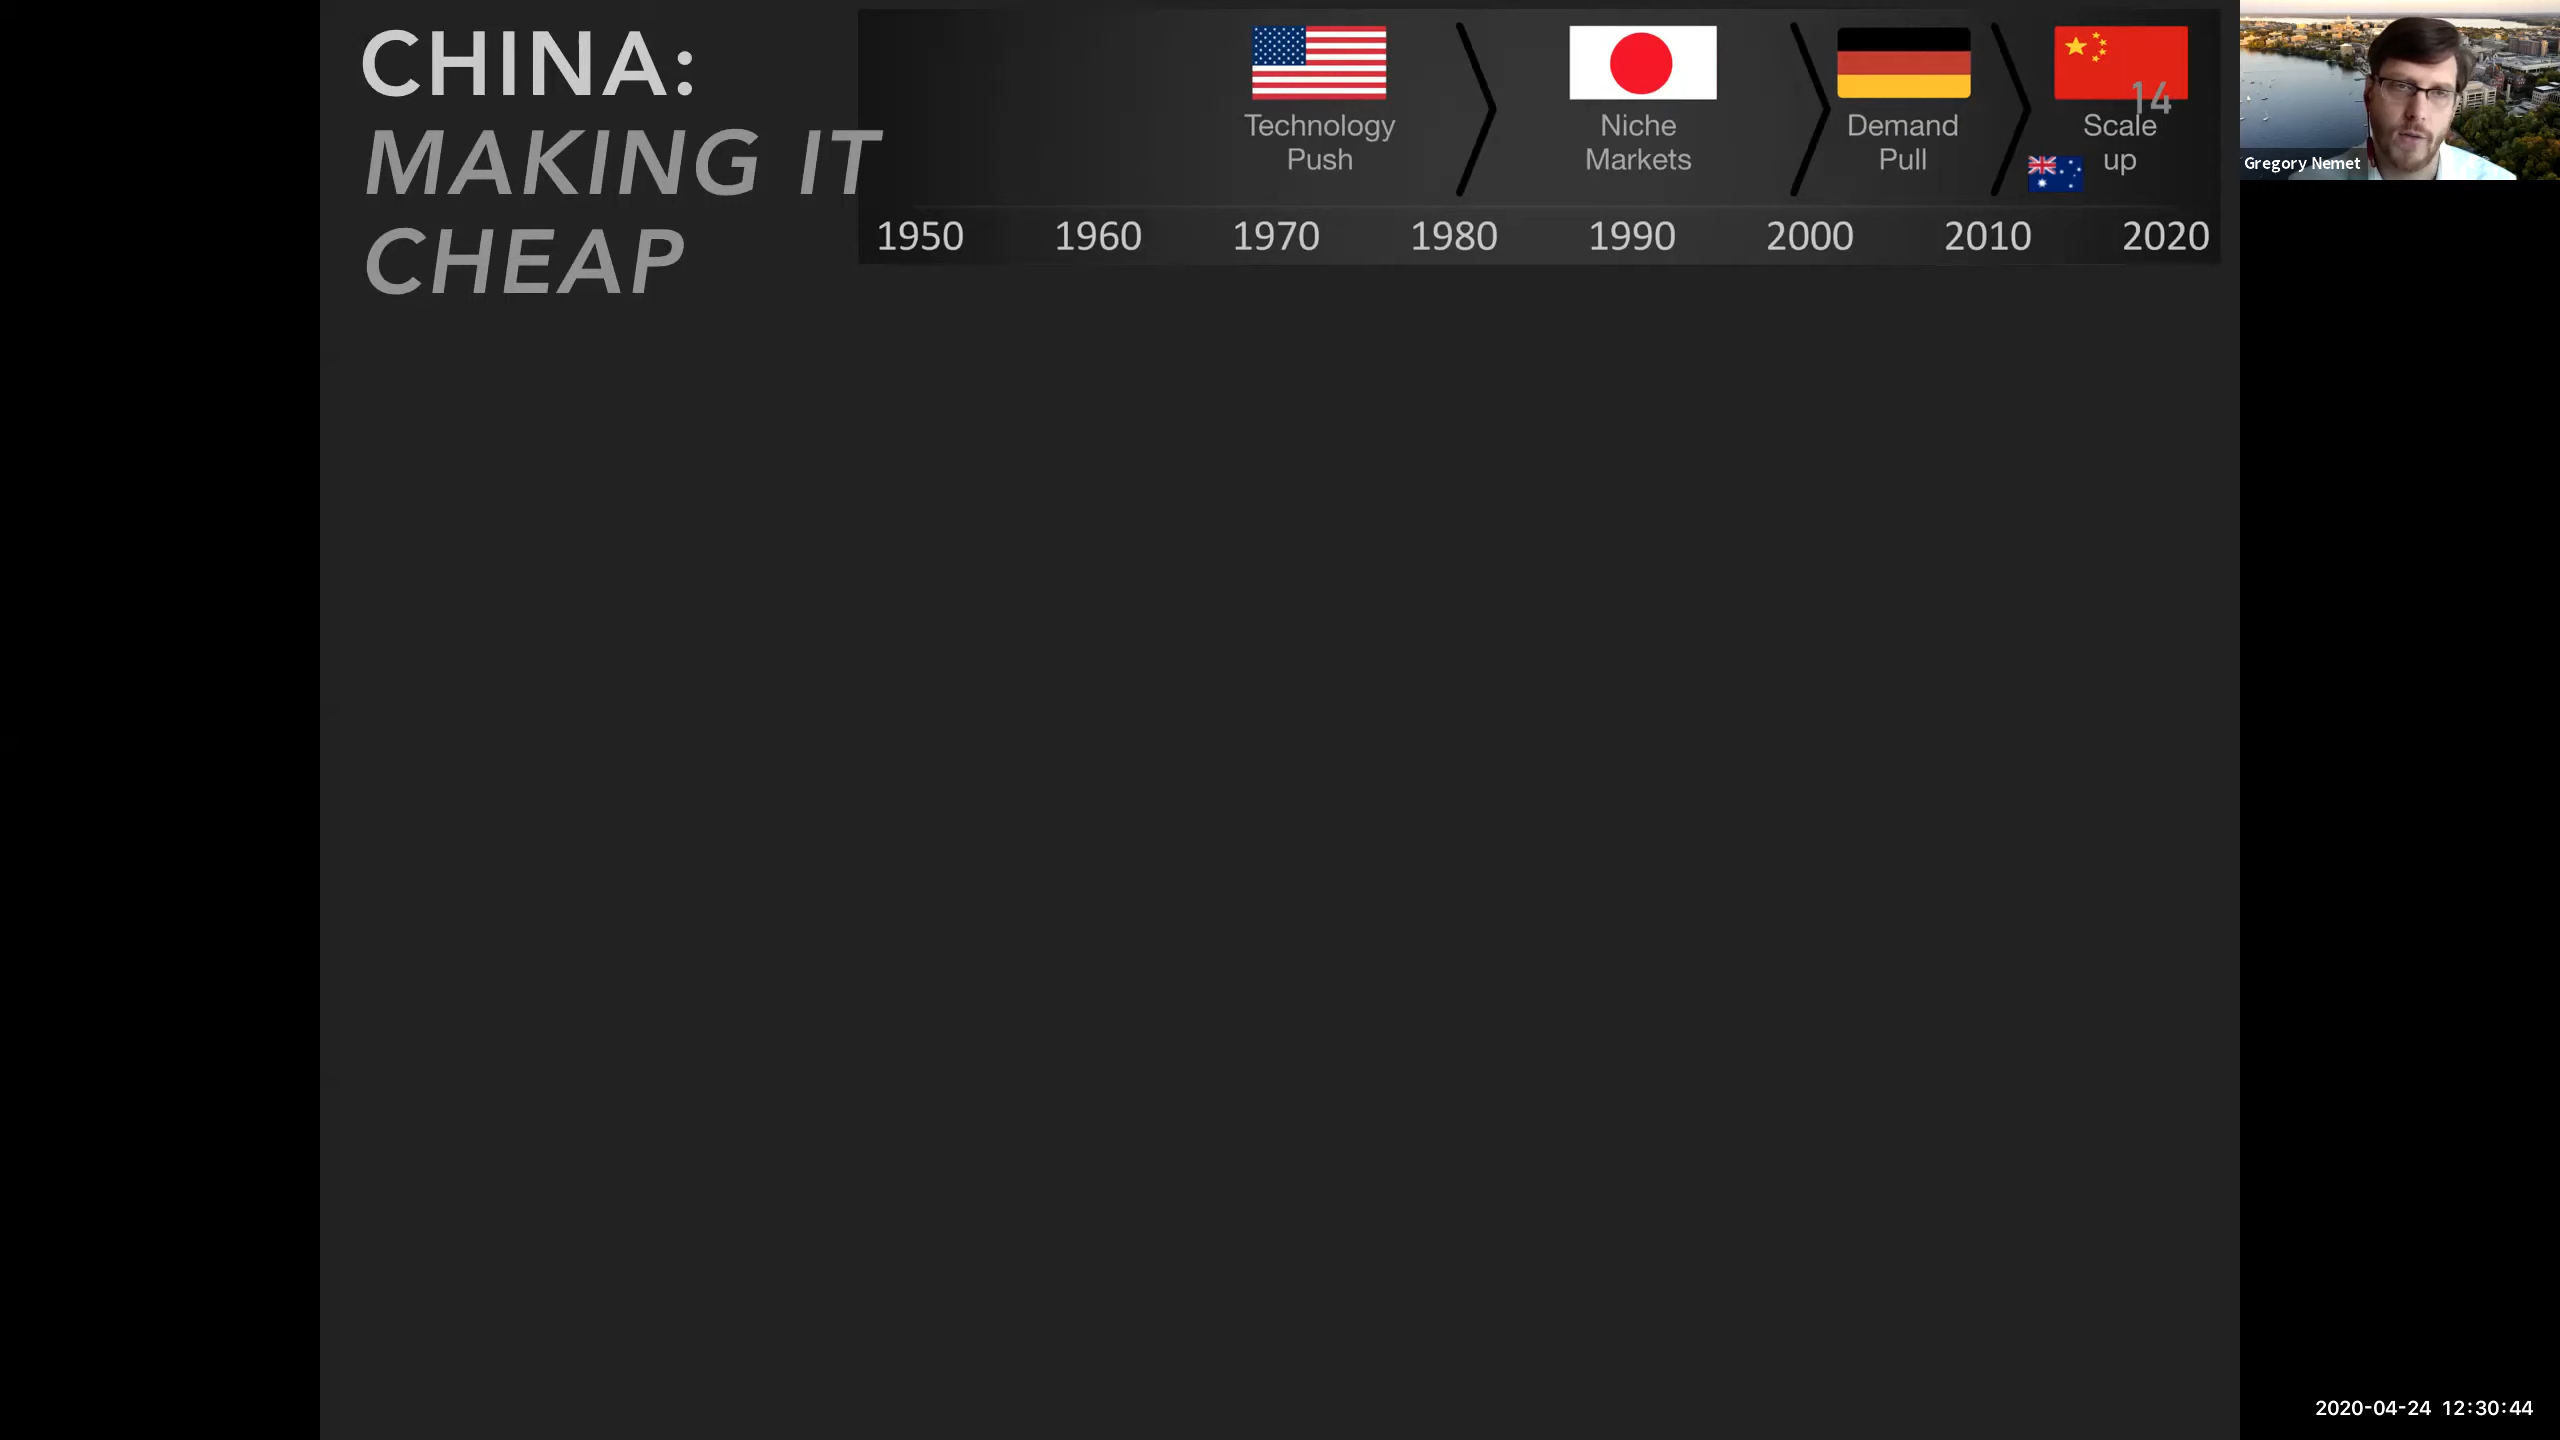 CHINA:
MAKING IT
CHEAP
Technology
Push
Niche
Markets
Demand
Pull
14
Scale
up
1950 1960 1970 1980 1990 2000 2010 2020
Gregory Nemet
2020-04-24 12:30:44